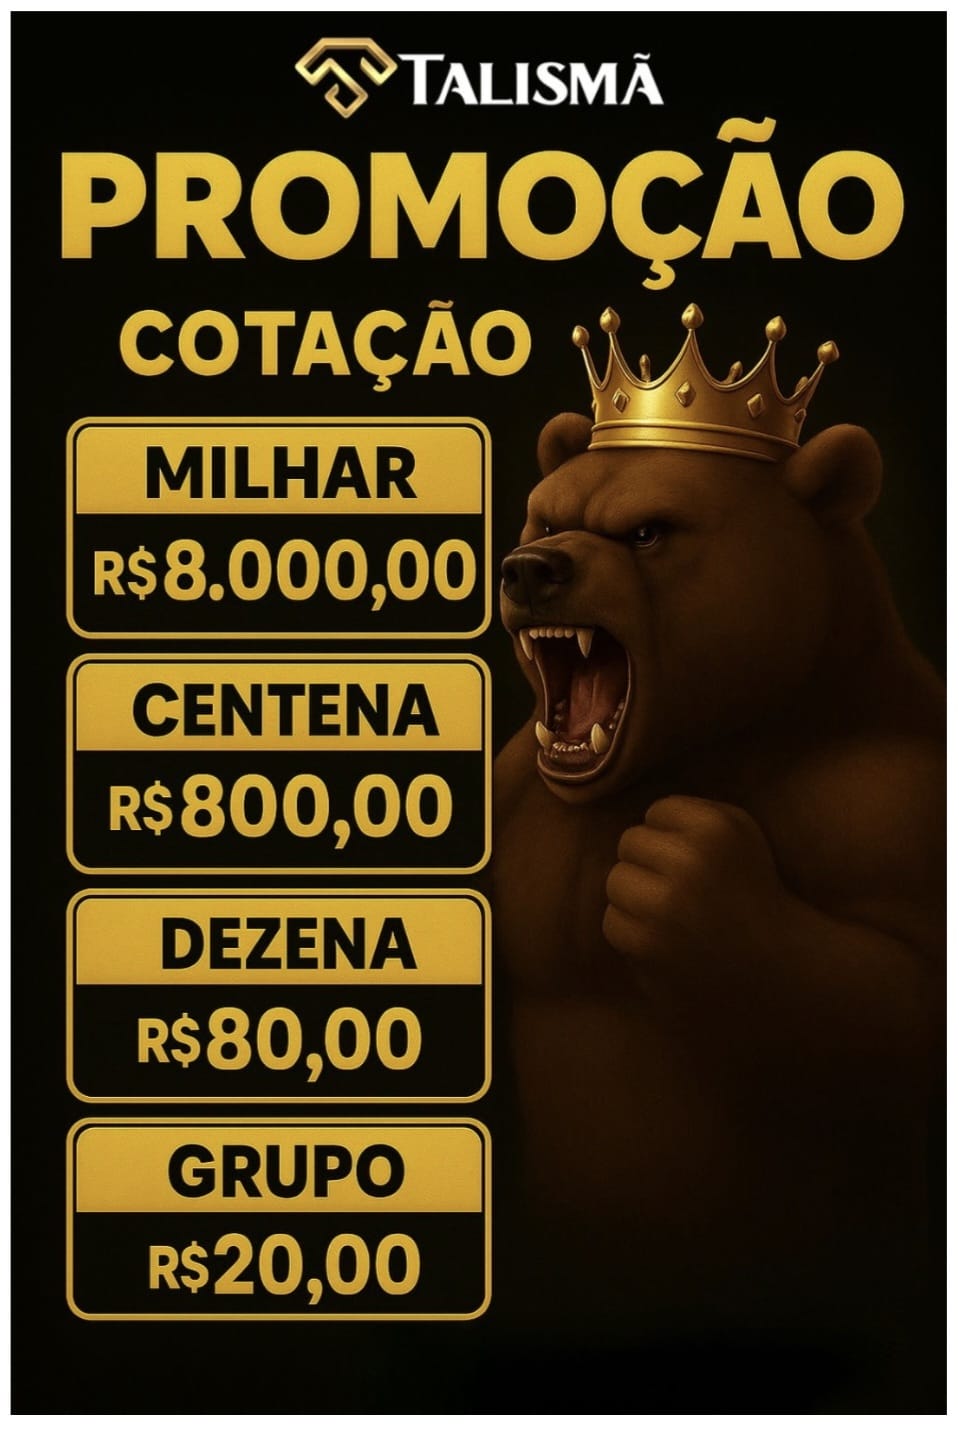 TALISMÃ
PROMOÇÃO
COTAÇÃO
MILHAR
R$8.000,00
CENTENA
R$800,00
DEZENA
R$80,00
GRUPO
R$20,00